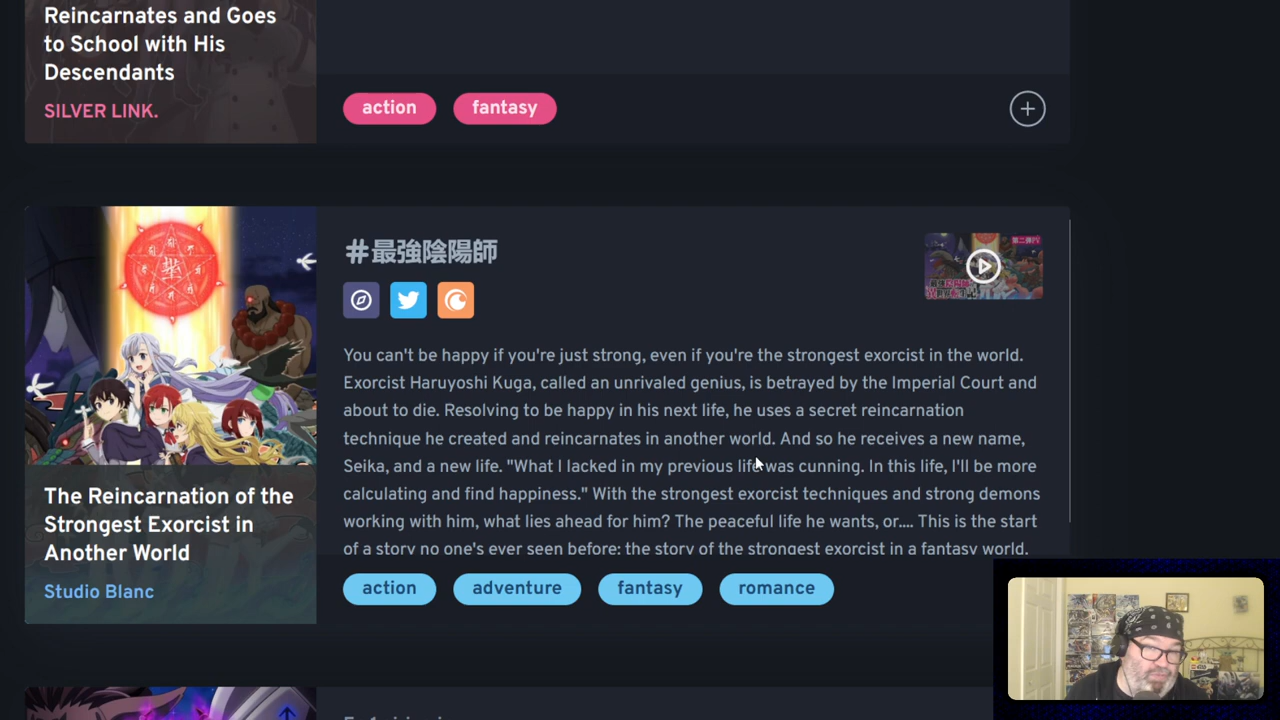 Reincarnates and Goes
to School with His
Descendants
SILVER LINK.
action
fantasy
#最強陰陽師
第二弾PV
You can't be happy if you're just strong, even if you're the strongest exorcist in the world.
Exorcist Haruyoshi Kuga, called an unrivaled genius, is betrayed by the Imperial Court and
about to die. Resolving to be happy in his next life, he uses a secret reincarnation
technique he created and reincarnates in another world. And so he receives a new name,
Seika, and a new life. "What I lacked in my previous life was cunning. In this life, I'll be more
calculating and find happiness." With the strongest exorcist techniques and strong demons
working with him, what lies ahead for him? The peaceful life he wants, or.... This is the start
of a story no one's ever seen before: the story of the strongest exorcist in a fantasy world.
The Reincarnation of the
Strongest Exorcist in
Another World
Studio Blanc
action
adventure
fantasy
romance